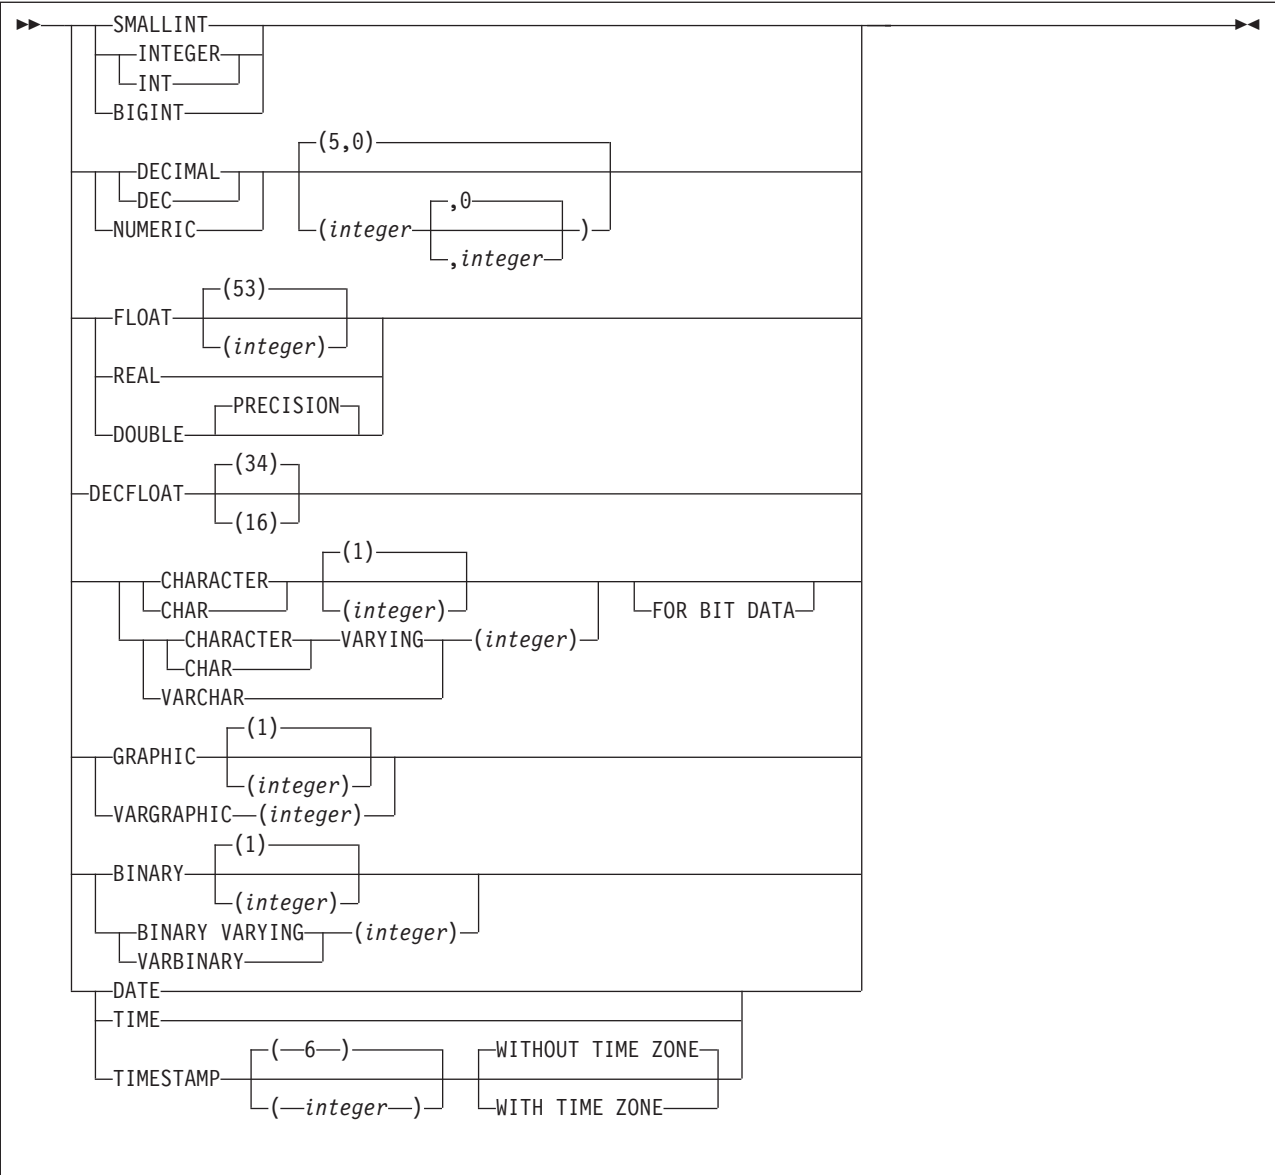 SMALLINT
INTEGER
INT
BIGINT
(5,0)
DECIMAL
DEC
,0
NUMERIC (integer )
,integer
(53)
FLOAT
(integer)
REAL
PRECISION
DOUBLE
(34)
DECFLOAT
(16)
(1)
CHARACTER
CHAR (integer) FOR BIT DATA
CHARACTER VARYING (integer)
CHAR
VARCHAR
(1)
GRAPHIC
(integer)
VARGRAPHIC (integer)
(1)
BINARY
(integer)
BINARY VARYING (integer)
VARBINARY
DATE
TIME
( 6 ) WITHOUT TIME ZONE
TIMESTAMP
( integer ) WITH TIME ZONE